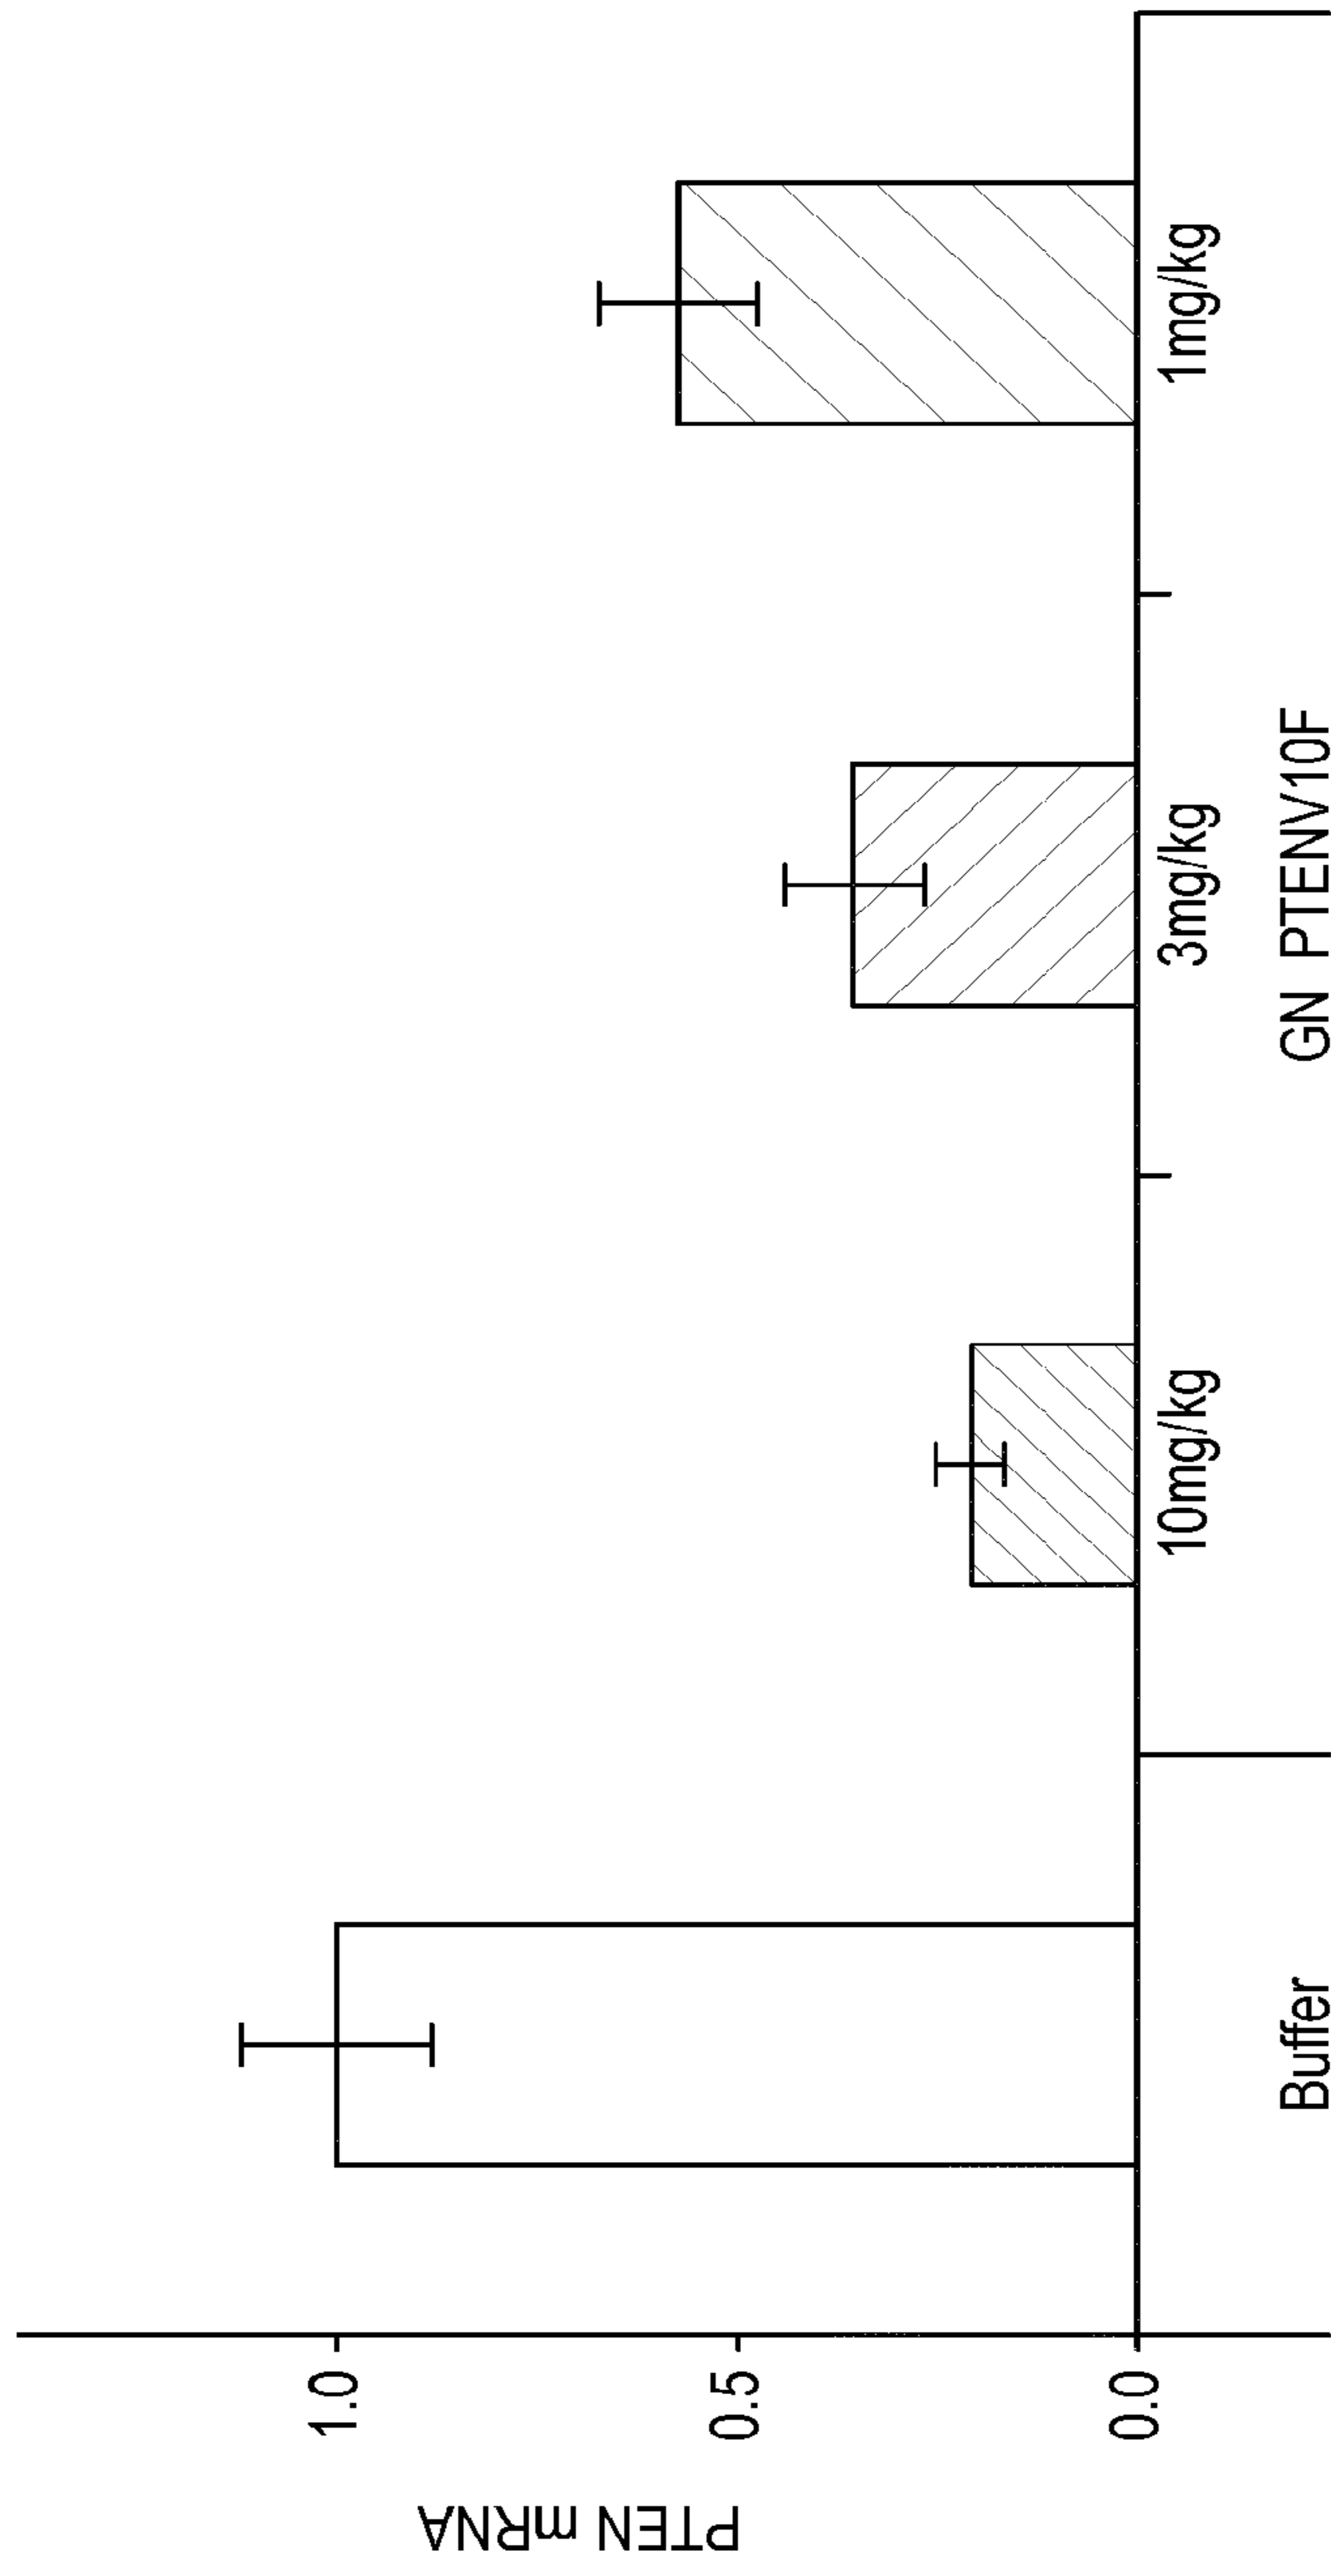 PTEN mRNA
1.0
0.5
0.0
10mg/kg 3mg/kg 1mg/kg
Buffer GN PTENV10F